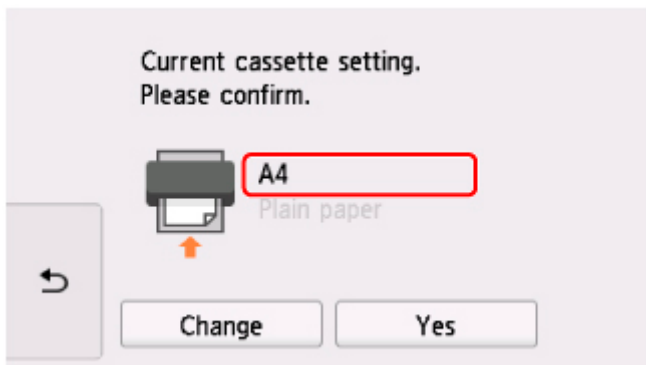 Current cassette setting.
Please confirm.
A4
Plain paper
Change
Yes